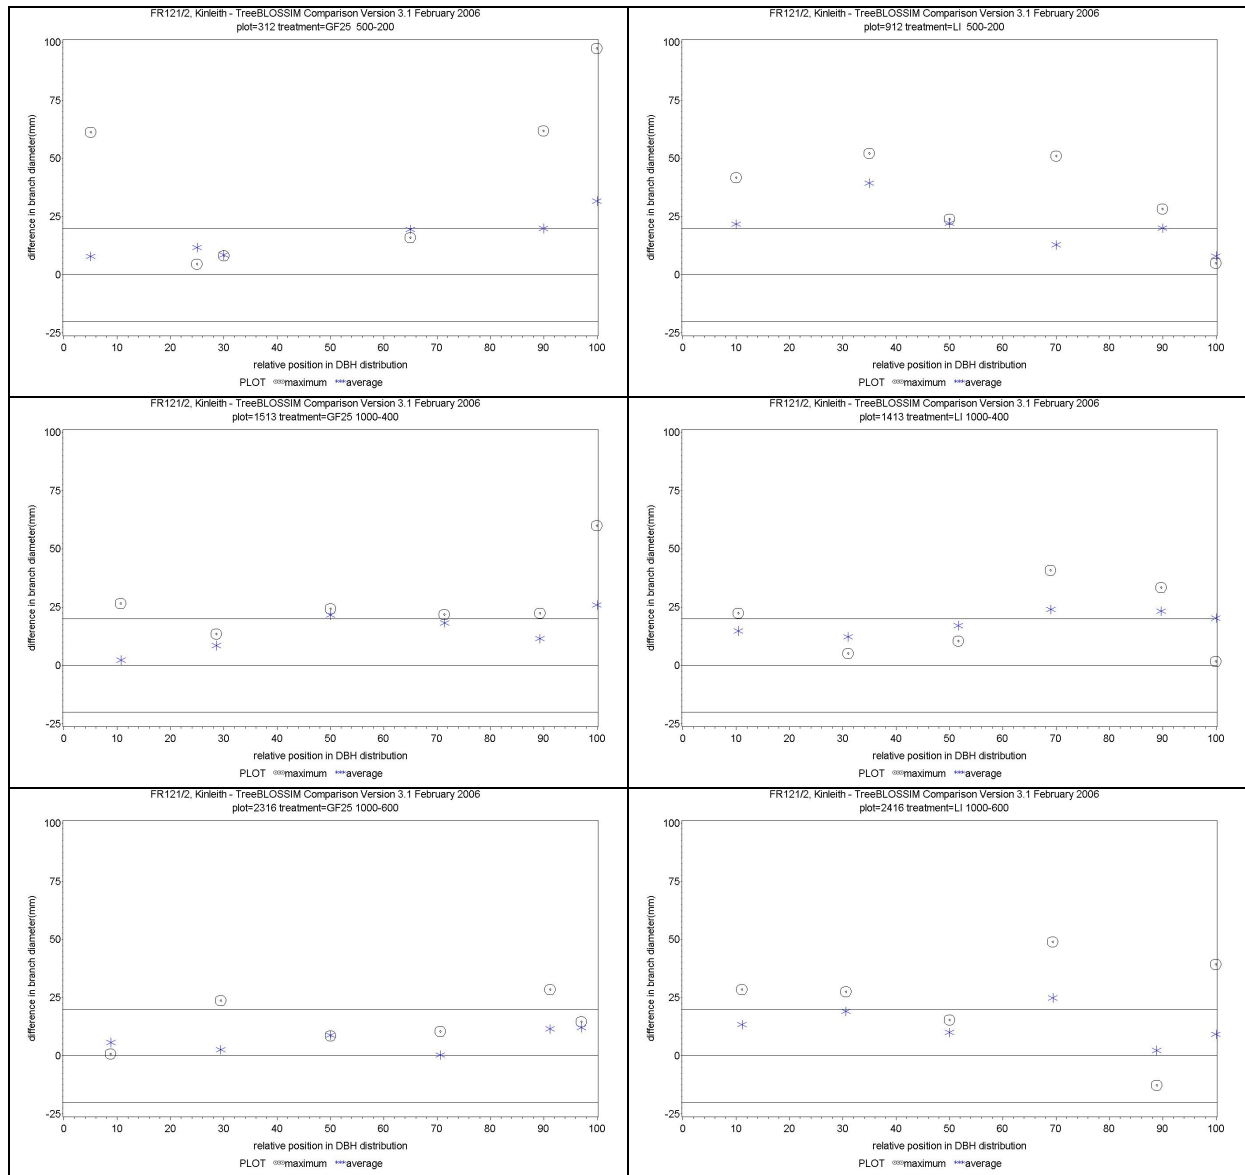 FR121/2, Kinleith - TreeBLOSSIM Comparison Version 3.1 February 2006
plot=312 treatment=GF25 500-200
100
75
50
25
0
-25
difference in branch diameter(mm)
0 10 20 30 40 50 60 70 80 90 100
relative position in DBH distribution
PLOT maximum ***average
FR121/2, Kinleith - TreeBLOSSIM Comparison Version 3.1 February 2006
plot=912 treatment=LI 500-200
100
75
50
25
0
-25
difference in branch diameter(mm)
0 10 20 30 40 50 60 70 80 90 100
relative position in DBH distribution
PLOT maximum ***average
FR121/2, Kinleith - TreeBLOSSIM Comparison Version 3.1 February 2006
plot=1513 treatment=GF25 1000-400
100
75
50
25
0
-25
difference in branch diameter(mm)
0 10 20 30 40 50 60 70 80 90 100
relative position in DBH distribution
PLOT maximum ***average
FR121/2, Kinleith - TreeBLOSSIM Comparison Version 3.1 February 2006
plot=1413 treatment=LI 1000-400
100
75
50
25
0
-25
difference in branch diameter(mm)
0 10 20 30 40 50 60 70 80 90 100
relative position in DBH distribution
PLOT maximum ***average
FR121/2, Kinleith - TreeBLOSSIM Comparison Version 3.1 February 2006
plot=2316 treatment=GF25 1000-600
100
75
50
25
0
-25
difference in branch diameter(mm)
0 10 20 30 40 50 60 70 80 90 100
relative position in DBH distribution
PLOT maximum ***average
FR121/2, Kinleith - TreeBLOSSIM Comparison Version 3.1 February 2006
plot=2416 treatment=LI 1000-600
100
75
50
25
0
-25
difference in branch diameter(mm)
0 10 20 30 40 50 60 70 80 90 100
relative position in DBH distribution
PLOT maximum ***average